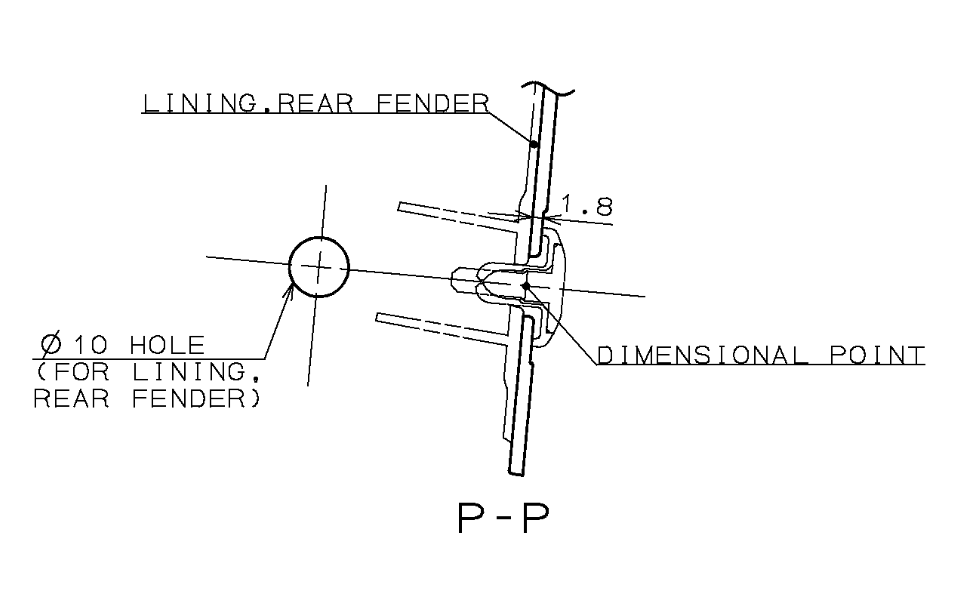 LINING,REAR FENDER
1.8
Ø10 HOLE
(FOR LINING,
REAR FENDER)
DIMENSIONAL POINT
P-P